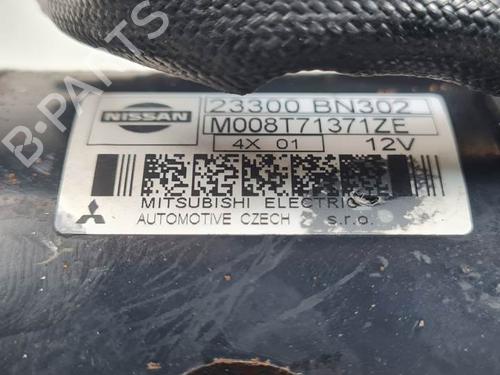 NISSAN
23300 BN302
M008T71371ZE
4X 01 12V
MITSUBISHI ELECTRIC
AUTOMOTIVE CZECH s.r.o.
B-PARTS